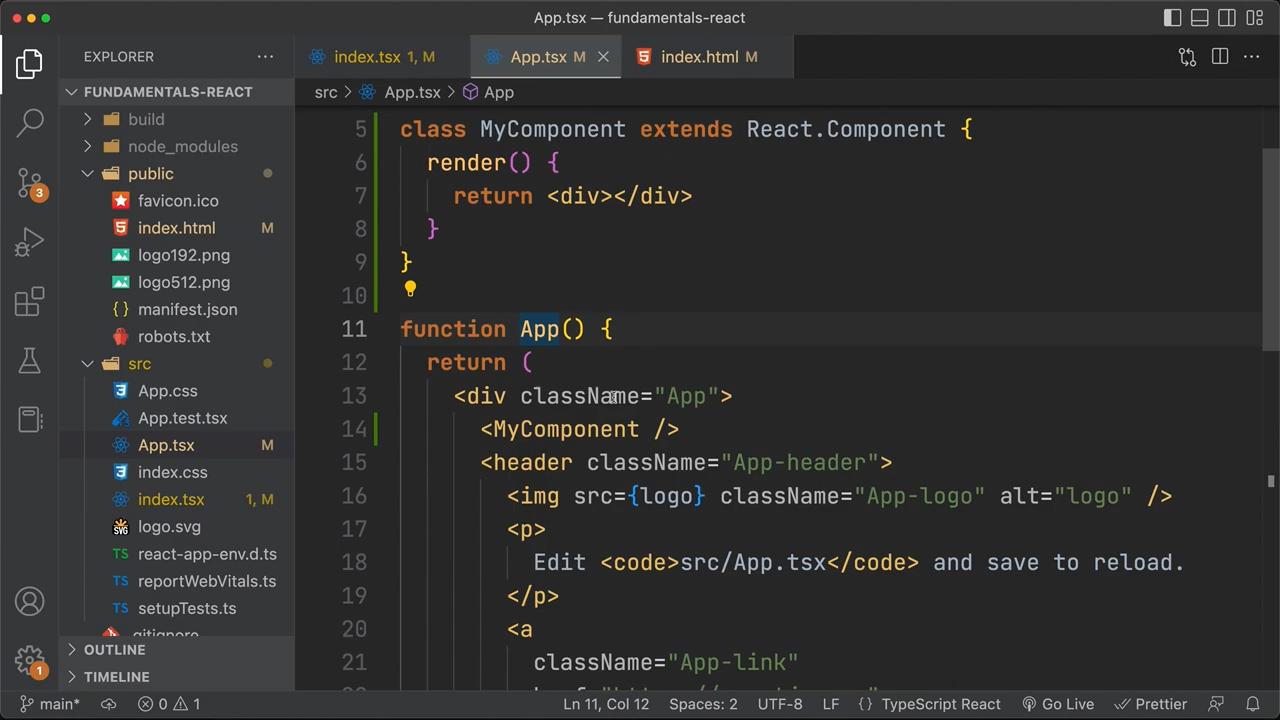 App.tsx — fundamentals-react
EXPLORER
index.tsx 1, M
App.tsx M
index.html M
FUNDAMENTALS-REACT
src > App.tsx > App
build
node_modules
public
favicon.ico
index.html M
logo192.png
logo512.png
manifest.json
robots.txt
src
App.css
App.test.tsx
App.tsx M
index.css
index.tsx 1, M
logo.svg
react-app-env.d.ts
reportWebVitals.ts
setupTests.ts
.gitignore
OUTLINE
TIMELINE
3
1
5 class MyComponent extends React.Component {
6 render() {
7 return <div></div>
8 }
9 }
10
11 function App() {
12 return (
13 <div className="App">
14 <MyComponent />
15 <header className="App-header">
16 <img src={logo} className="App-logo" alt="logo" />
17 <p>
18 Edit <code>src/App.tsx</code> and save to reload.
19 </p>
20 <a
21 className="App-link"
main* 0 1 Ln 11, Col 12 Spaces: 2 UTF-8 LF {} TypeScript React Go Live Prettier